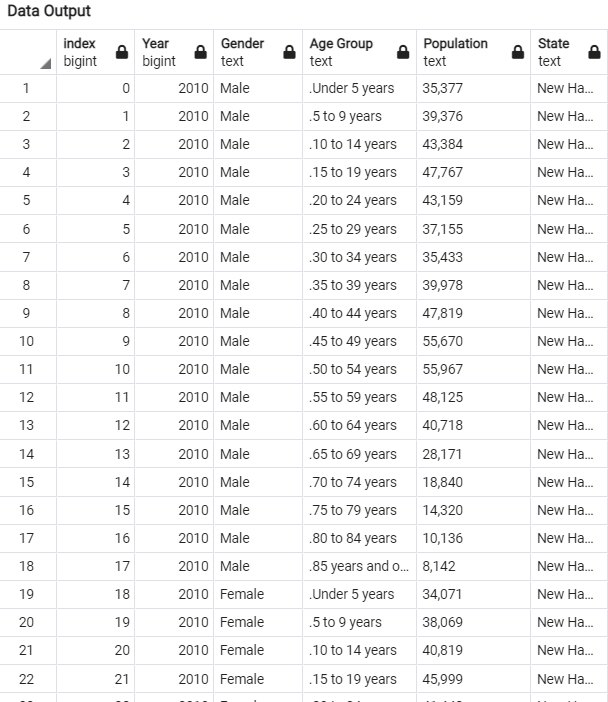 Data Output
index Year Gender Age Group Population State
bigint bigint text text text text
1 0 2010 Male .Under 5 years 35,377 New Ha...
2 1 2010 Male .5 to 9 years 39,376 New Ha...
3 2 2010 Male .10 to 14 years 43,384 New Ha...
4 3 2010 Male .15 to 19 years 47,767 New Ha...
5 4 2010 Male .20 to 24 years 43,159 New Ha...
6 5 2010 Male .25 to 29 years 37,155 New Ha...
7 6 2010 Male .30 to 34 years 35,433 New Ha...
8 7 2010 Male .35 to 39 years 39,978 New Ha...
9 8 2010 Male .40 to 44 years 47,819 New Ha...
10 9 2010 Male .45 to 49 years 55,670 New Ha...
11 10 2010 Male .50 to 54 years 55,967 New Ha...
12 11 2010 Male .55 to 59 years 48,125 New Ha...
13 12 2010 Male .60 to 64 years 40,718 New Ha...
14 13 2010 Male .65 to 69 years 28,171 New Ha...
15 14 2010 Male .70 to 74 years 18,840 New Ha...
16 15 2010 Male .75 to 79 years 14,320 New Ha...
17 16 2010 Male .80 to 84 years 10,136 New Ha...
18 17 2010 Male .85 years and o... 8,142 New Ha...
19 18 2010 Female .Under 5 years 34,071 New Ha...
20 19 2010 Female .5 to 9 years 38,069 New Ha...
21 20 2010 Female .10 to 14 years 40,819 New Ha...
22 21 2010 Female .15 to 19 years 45,999 New Ha...